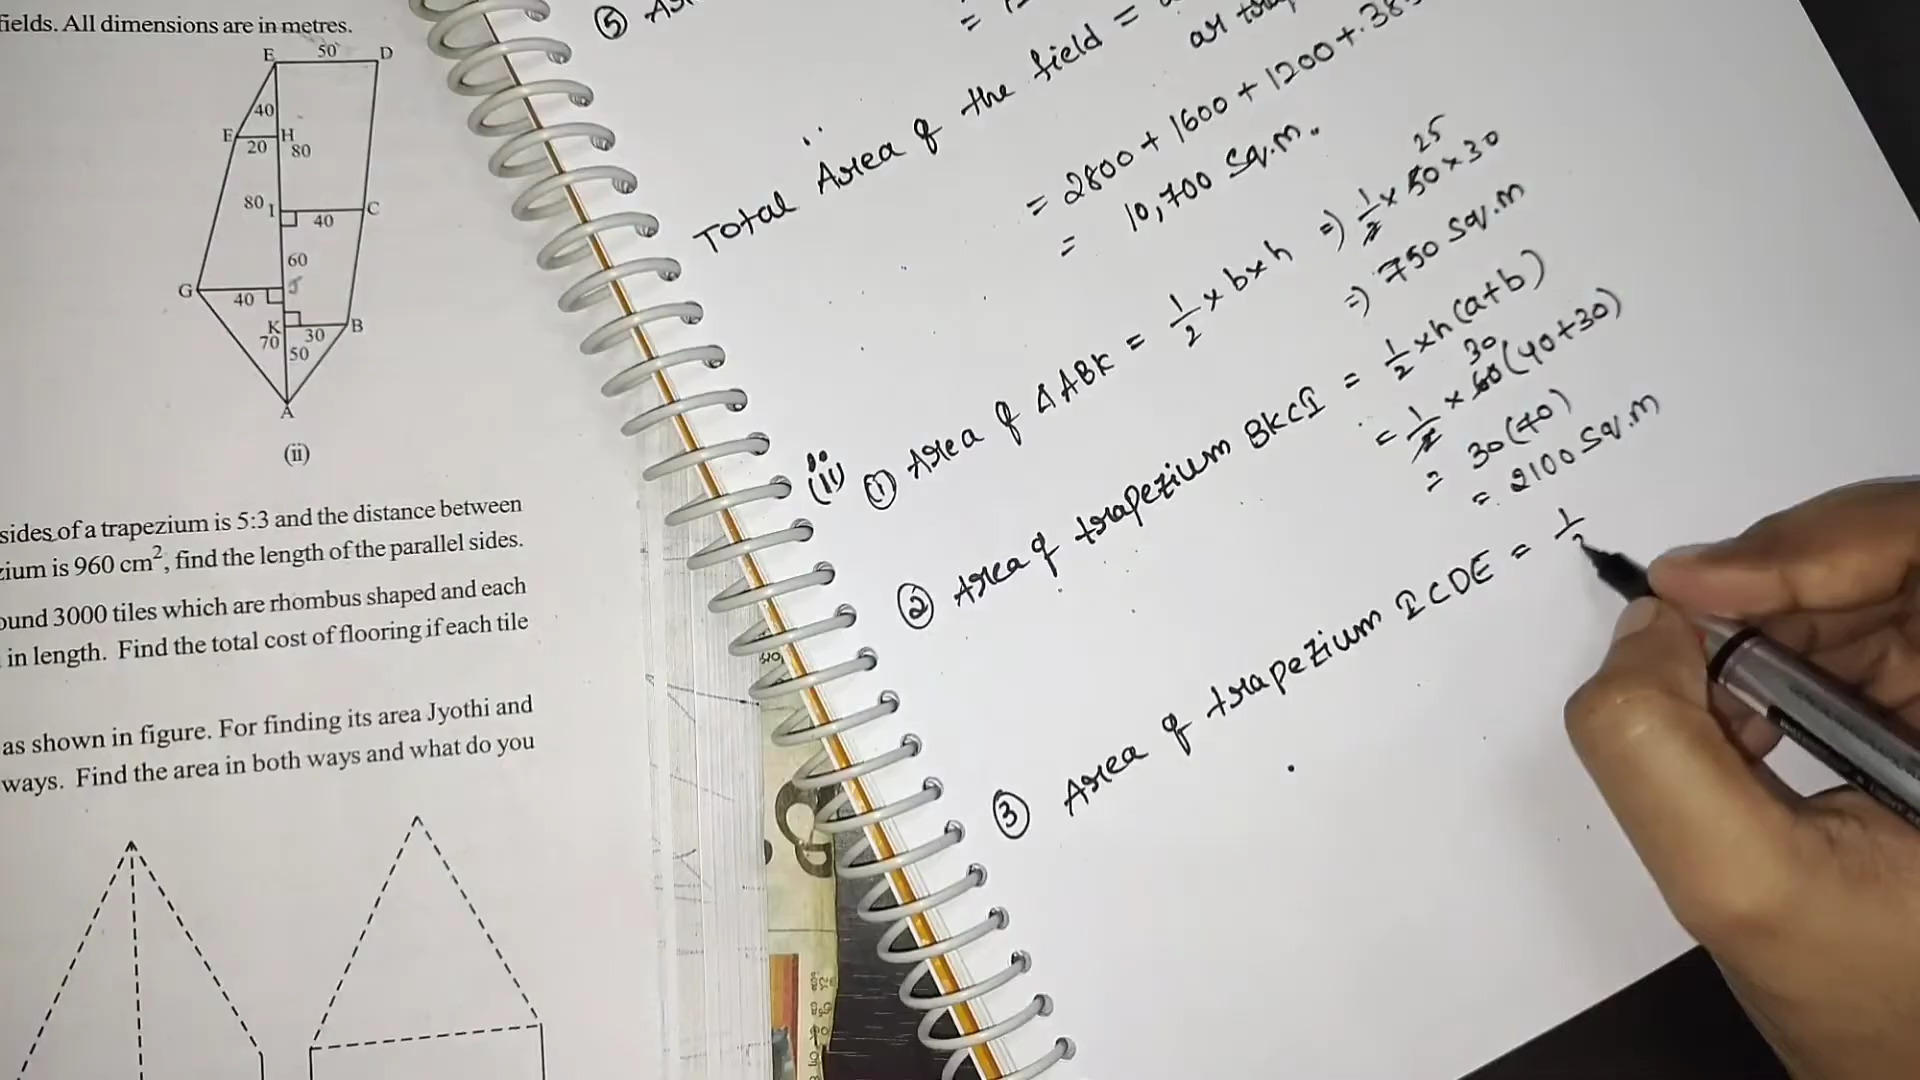 fields. All dimensions are in metres.
E 50 D
40
E H
20 80
80 I C
40
60
G J
40
K B
70 30
50
A
(ii)
sides of a trapezium is 5:3 and the distance between
zium is 960 cm², find the length of the parallel sides.
ound 3000 tiles which are rhombus shaped and each
in length. Find the total cost of flooring if each tile
as shown in figure. For finding its area Jyothi and
ways. Find the area in both ways and what do you
⑤
Total Area of the field =
= 2800 + 1600 + 1200 +
= 10,700 Sq.m.
(ii) ① Area of ΔABK = 1/2 × b×h => 1/2 × 50 × 30
25
=> 750 Sq.m
② Area of trapezium BKCI = 1/2 × h (a+b)
30
= 1/2 × 60 (40+30)
= 30 (70)
= 2100 Sq.m
③ Area of trapezium ICDE = 1/2